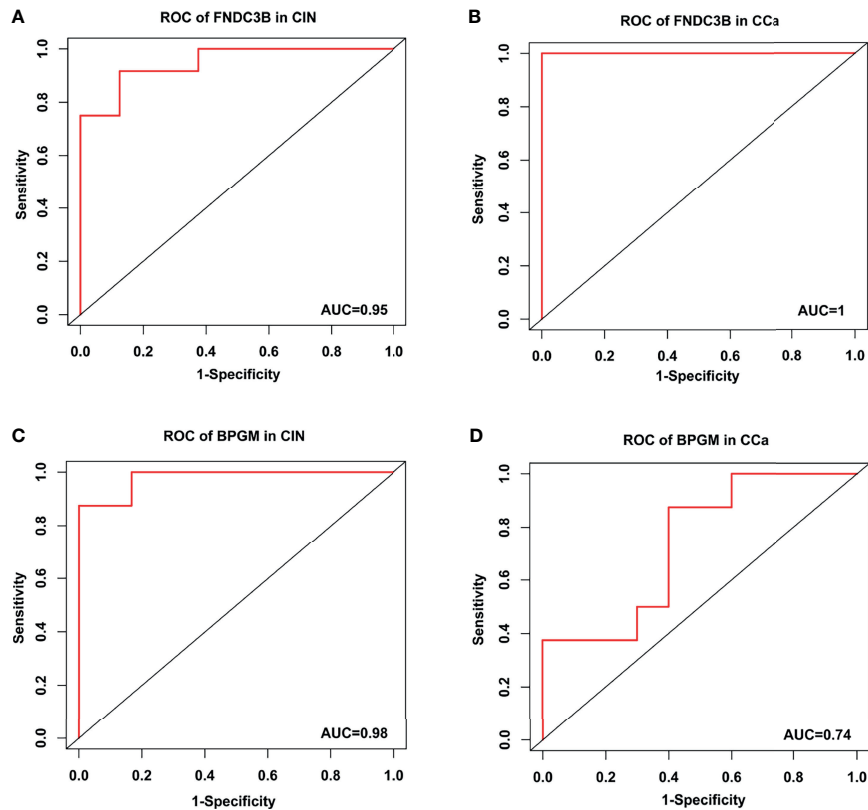 A
ROC of FNDC3B in CIN
Sensitivity
0.0 0.2 0.4 0.6 0.8 1.0
AUC=0.95
0.0 0.2 0.4 0.6 0.8 1.0
1-Specificity
B
ROC of FNDC3B in CCa
Sensitivity
0.0 0.2 0.4 0.6 0.8 1.0
AUC=1
0.0 0.2 0.4 0.6 0.8 1.0
1-Specificity
C
ROC of BPGM in CIN
Sensitivity
0.0 0.2 0.4 0.6 0.8 1.0
AUC=0.98
0.0 0.2 0.4 0.6 0.8 1.0
1-Specificity
D
ROC of BPGM in CCa
Sensitivity
0.0 0.2 0.4 0.6 0.8 1.0
AUC=0.74
0.0 0.2 0.4 0.6 0.8 1.0
1-Specificity